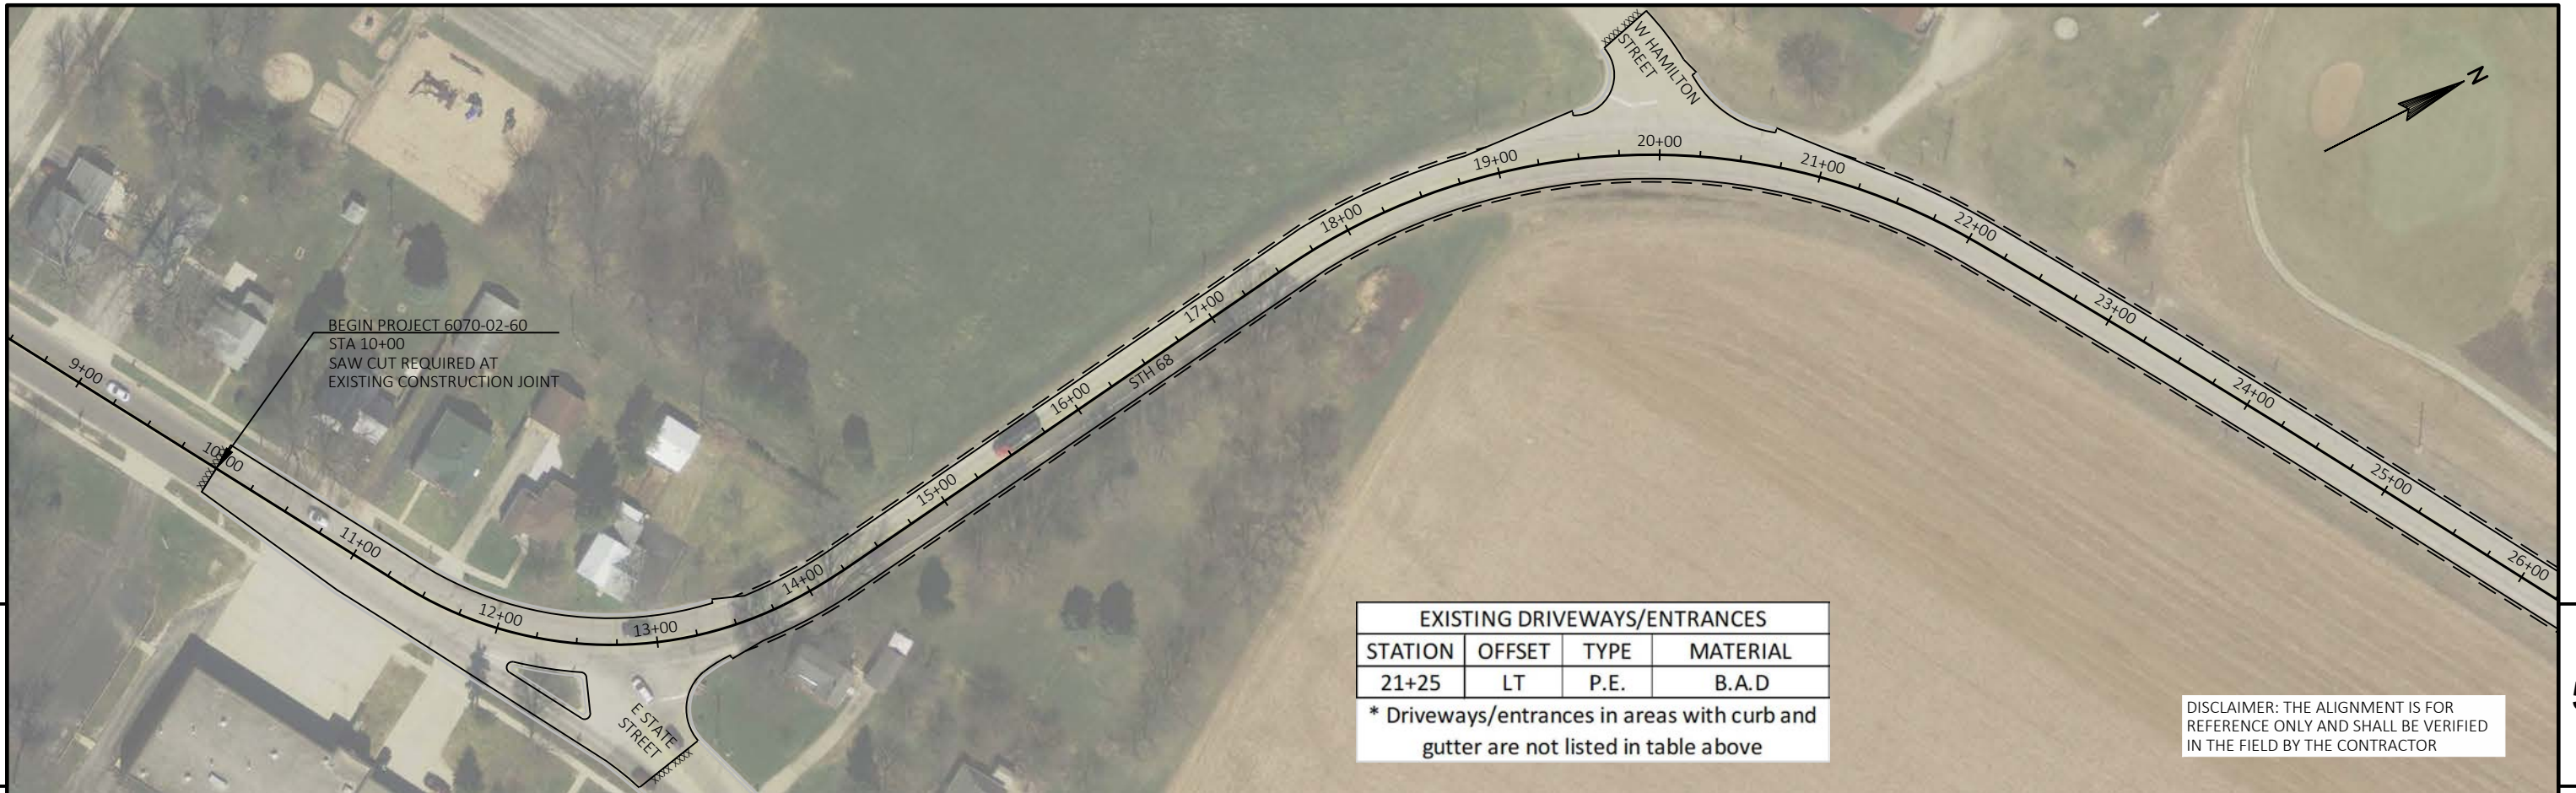 W HAMILTON
STREET
N
19+00
20+00
21+00
18+00
22+00
17+00
23+00
BEGIN PROJECT 6070-02-60
STA 10+00
SAW CUT REQUIRED AT
EXISTING CONSTRUCTION JOINT
9+00
STH 68
16+00
24+00
10+00
15+00
25+00
11+00
14+00
26+00
12+00
13+00
E STATE
STREET
EXISTING DRIVEWAYS/ENTRANCES
STATION OFFSET TYPE MATERIAL
21+25 LT P.E. B.A.D
* Driveways/entrances in areas with curb and
gutter are not listed in table above
DISCLAIMER: THE ALIGNMENT IS FOR
REFERENCE ONLY AND SHALL BE VERIFIED
IN THE FIELD BY THE CONTRACTOR